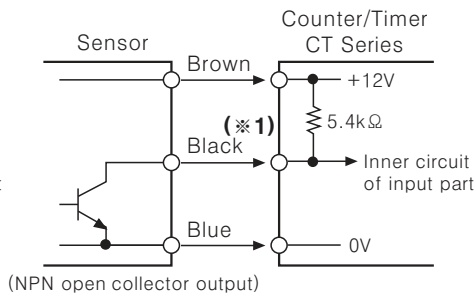 Sensor
Counter/Timer
CT Series
Brown
+12V
(※1)
5.4kΩ
Black
Inner circuit
of input part
Blue
0V
(NPN open collector output)